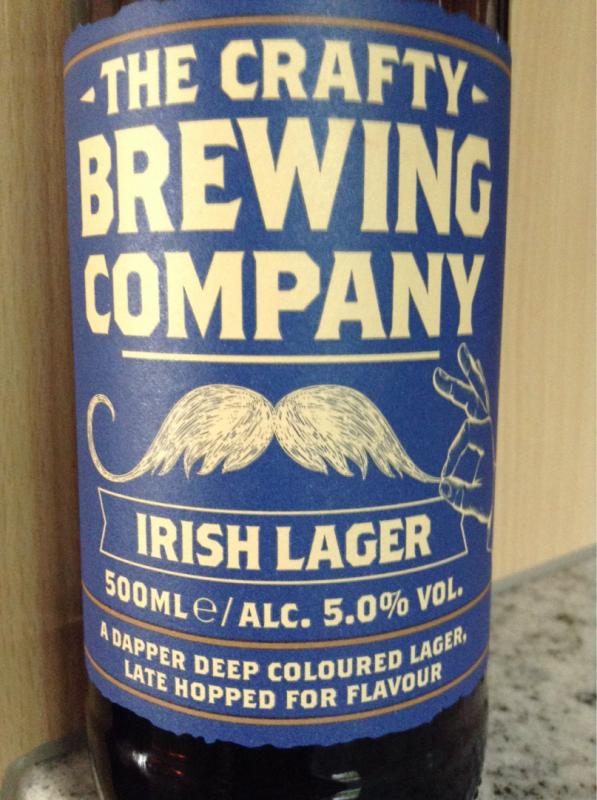 THE CRAFTY
BREWING
COMPANY
IRISH LAGER
500ML e / ALC. 5.0% VOL.
A DAPPER DEEP COLOURED LAGER,
LATE HOPPED FOR FLAVOUR